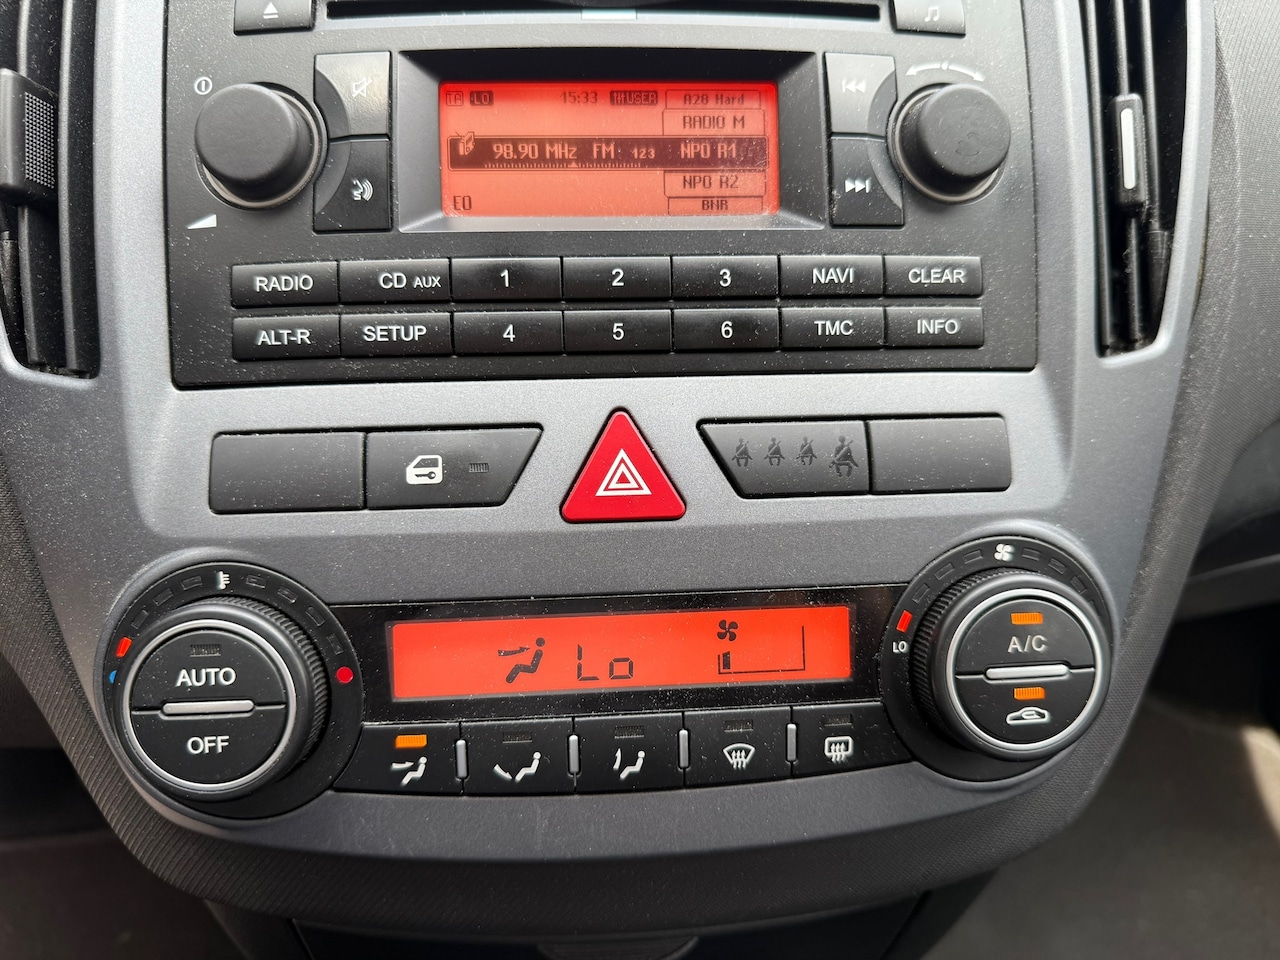 TA LO 15:33 USER A28 Hard
RADIO M
98.90 MHz FM 123 NPO R1
NPO R2
EQ BNR
RADIO CD AUX 1 2 3 NAVI CLEAR
ALT-R SETUP 4 5 6 TMC INFO
AUTO
OFF
Lo
LO
A/C